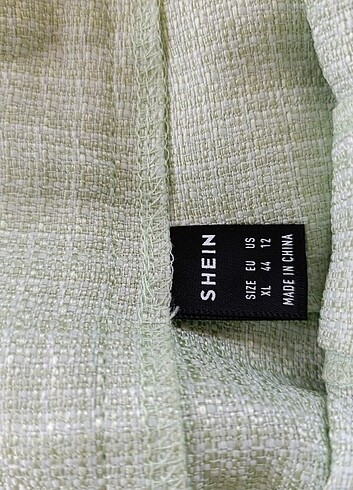 SHEIN
SIZE EU US
XL 44 12
MADE IN CHINA